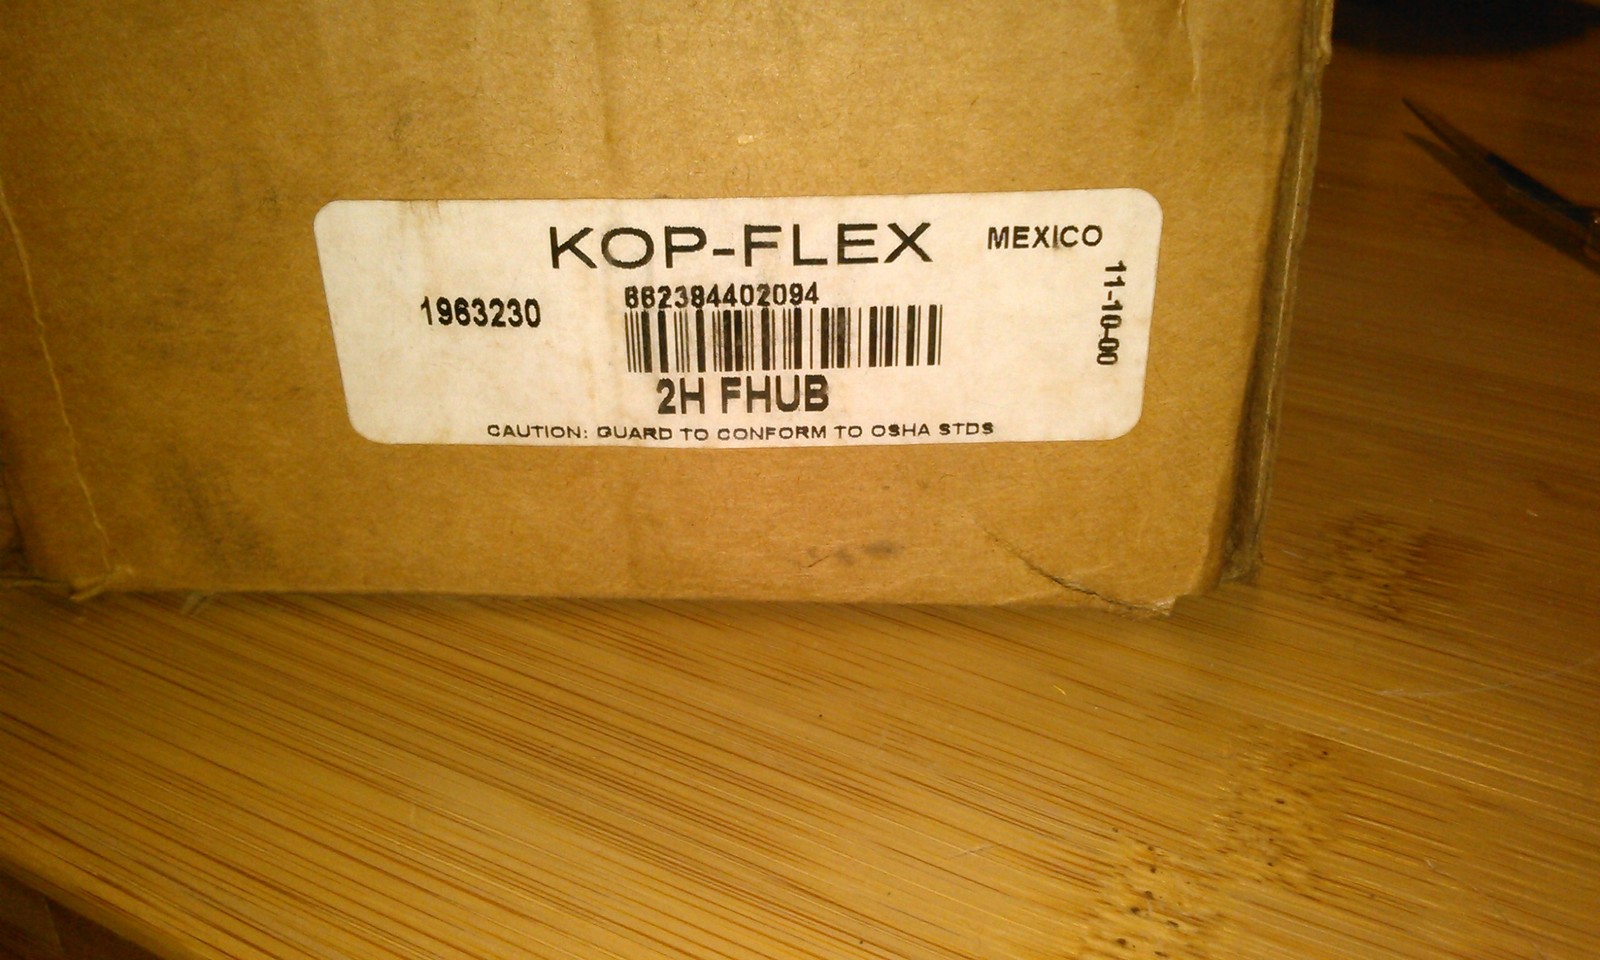 KOP-FLEX
MEXICO
11-10-00
1963230
662384402094
2H FHUB
CAUTION: GUARD TO CONFORM TO OSHA STDS